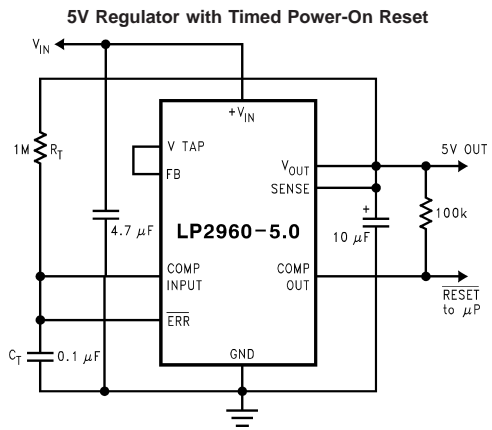 5V Regulator with Timed Power-On Reset
V_IN
+V_IN
1M R_T
V TAP
FB
V_OUT
SENSE
5V OUT
+
4.7 μF
LP2960-5.0
10 μF
100k
COMP
INPUT
COMP
OUT
RESET
to μP
ERR
C_T 0.1 μF
GND